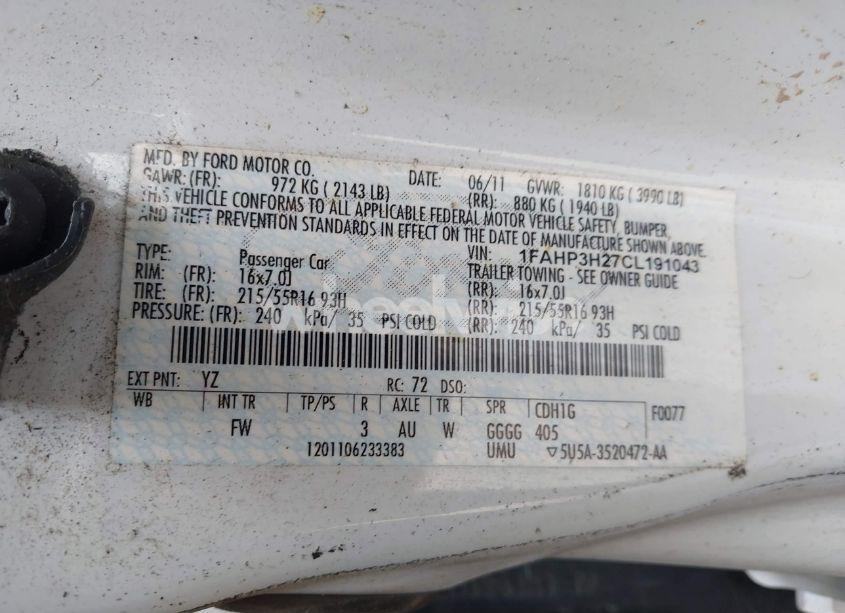 MFD. BY FORD MOTOR CO. DATE: 06/11 GVWR: 1810 KG ( 3990 LB)
GAWR: (FR): 972 KG ( 2143 LB) (RR): 880 KG ( 1940 LB)
THIS VEHICLE CONFORMS TO ALL APPLICABLE FEDERAL MOTOR VEHICLE SAFETY, BUMPER,
AND THEFT PREVENTION STANDARDS IN EFFECT ON THE DATE OF MANUFACTURE SHOWN ABOVE.
VIN: 1FAHP3H27CL191043
TYPE: Passenger Car TRAILER TOWING - SEE OWNER GUIDE
RIM: (FR): 16x7.0J (RR): 16x7.0J
TIRE: (FR): 215/55R16 93H (RR): 215/55R16 93H
PRESSURE: (FR): 240 kPa/ 35 PSI COLD (RR): 240 kPa/ 35 PSI COLD
EXT PNT: YZ RC: 72 DSO:
WB INT TR TP/PS R AXLE TR SPR CDH1G F0077
FW 3 AU W GGGG 405
1201106233383 UMU ▽5U5A-3520472-AA